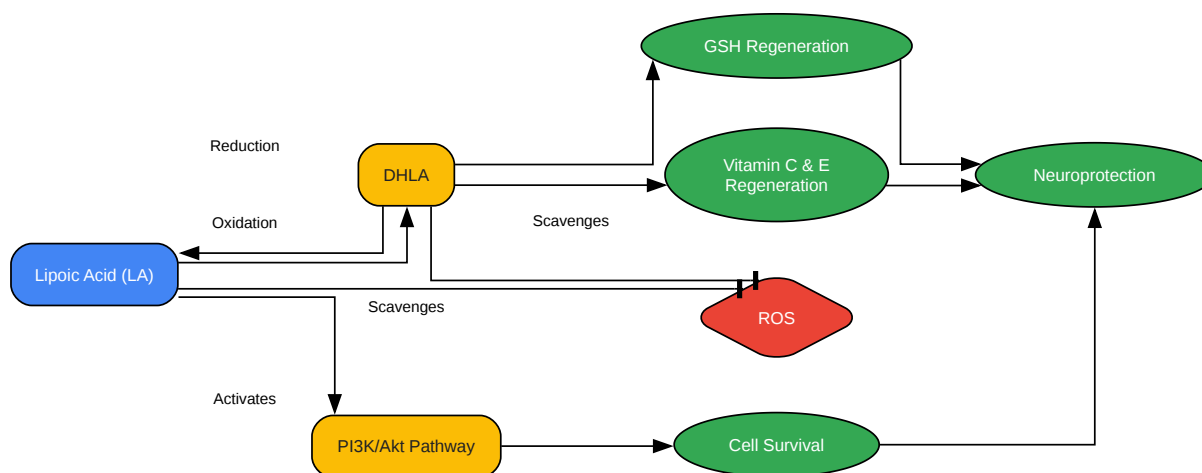 GSH Regeneration
Reduction
Vitamin C & E
Regeneration
DHLA
Neuroprotection
Oxidation
Scavenges
Lipoic Acid (LA)
Scavenges
ROS
Activates
PI3K/Akt Pathway
Cell Survival